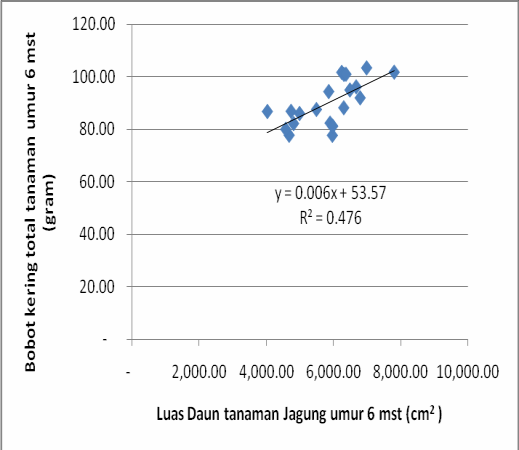 120.00
100.00
80.00
60.00
40.00
20.00
-
Bobot kering total tanaman umur 6 mst
(gram)
y = 0.006x + 53.57
R² = 0.476
- 2,000.00 4,000.00 6,000.00 8,000.00 10,000.00
Luas Daun tanaman Jagung umur 6 mst (cm² )